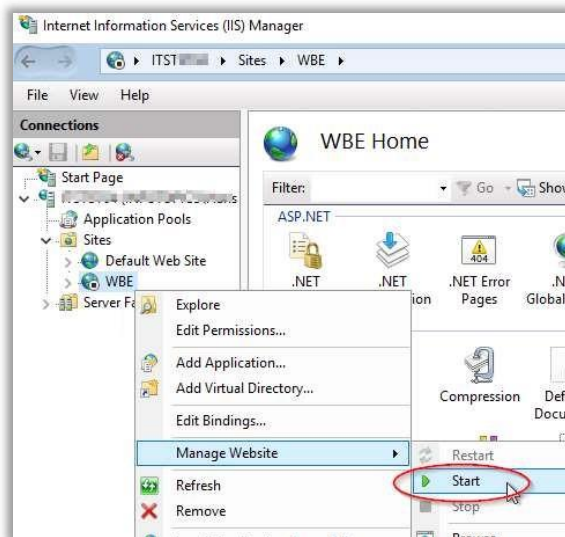 Internet Information Services (IIS) Manager
ITST
Sites
WBE
File View Help
Connections
Start Page
Application Pools
Sites
Default Web Site
WBE
WBE Home
Filter:
Go
ASP.NET
.NET
.NET
404
.NET Error
Pages
Compression
Explore
Edit Permissions...
Add Application...
Add Virtual Directory...
Edit Bindings...
Manage Website
Refresh
Remove
Restart
Start
Stop